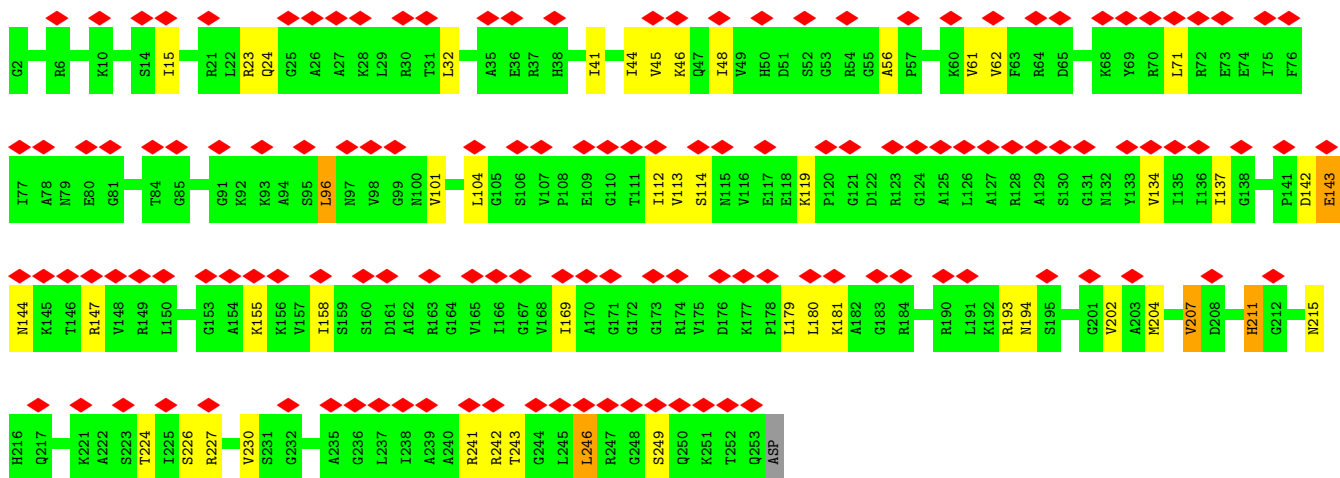 G2 R6 K10 S14 I15 R21 L22 R23 Q24 G25 A26 A27 K28 L29 R30 T31 L32 A35 E36 R37 H38 I41 I44 V45 K46 Q47 I48 V49 H50 D51 S52 G53 R54 G55 A56 P57 K60 V61 V62 F63 R64 D65 K68 Y69 R70 L71 R72 E73 E74 I75 F76
I77 A78 N79 E80 G81 T84 G85 G91 K92 K93 A94 S95 L96 N97 V98 G99 N100 V101 L104 G105 S106 V107 P108 E109 G110 T111 I112 V113 S114 N115 V116 E117 E118 K119 P120 G121 D122 R123 G124 A125 L126 A127 R128 A129 S130 G131 N132 Y133 V134 I135 I136 I137 G138 P141 D142 E143
N144 K145 T146 R147 V148 R149 L150 G153 A154 K155 K156 V157 I158 S159 S160 D161 A162 R163 G164 V165 I166 G167 V168 I169 A170 G171 G172 G173 R174 V175 D176 K177 P178 L179 L180 K181 A182 G183 R184 R190 L191 K192 R193 N194 S195 G201 V202 A203 M204 V207 D208 H211 G212 N215
H216 Q217 K221 A222 S223 T224 I225 S226 R227 V230 S231 G232 A235 G236 L237 I238 A239 A240 R241 R242 T243 G244 L245 L246 R247 G248 S249 Q250 K251 T252 Q253 ASP